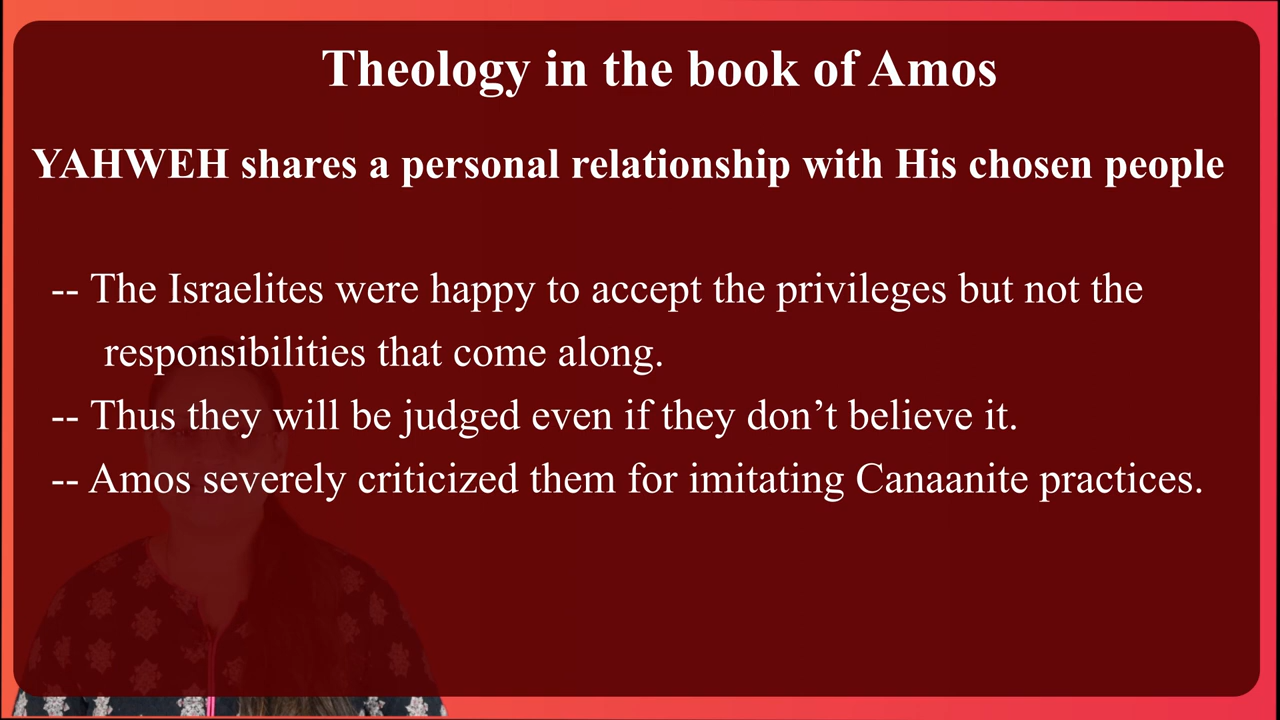 Theology in the book of Amos
YAHWEH shares a personal relationship with His chosen people
-- The Israelites were happy to accept the privileges but not the
responsibilities that come along.
-- Thus they will be judged even if they don’t believe it.
-- Amos severely criticized them for imitating Canaanite practices.